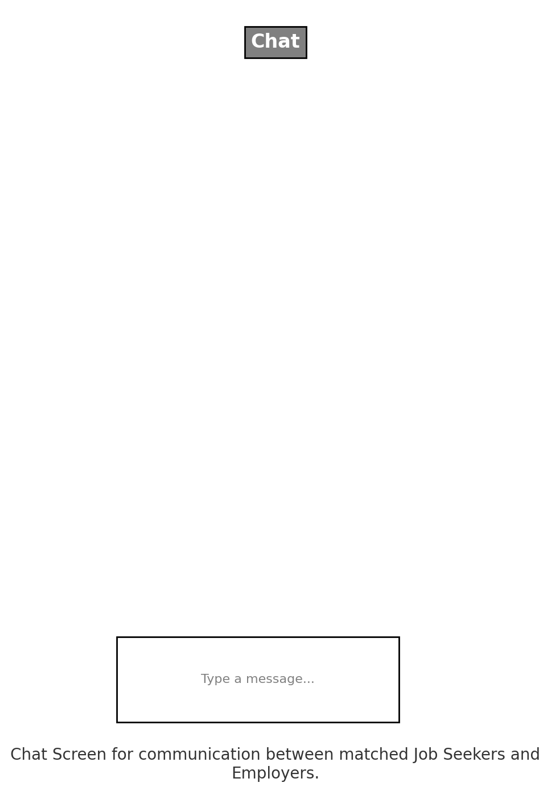 Chat
Type a message...
Chat Screen for communication between matched Job Seekers and
Employers.